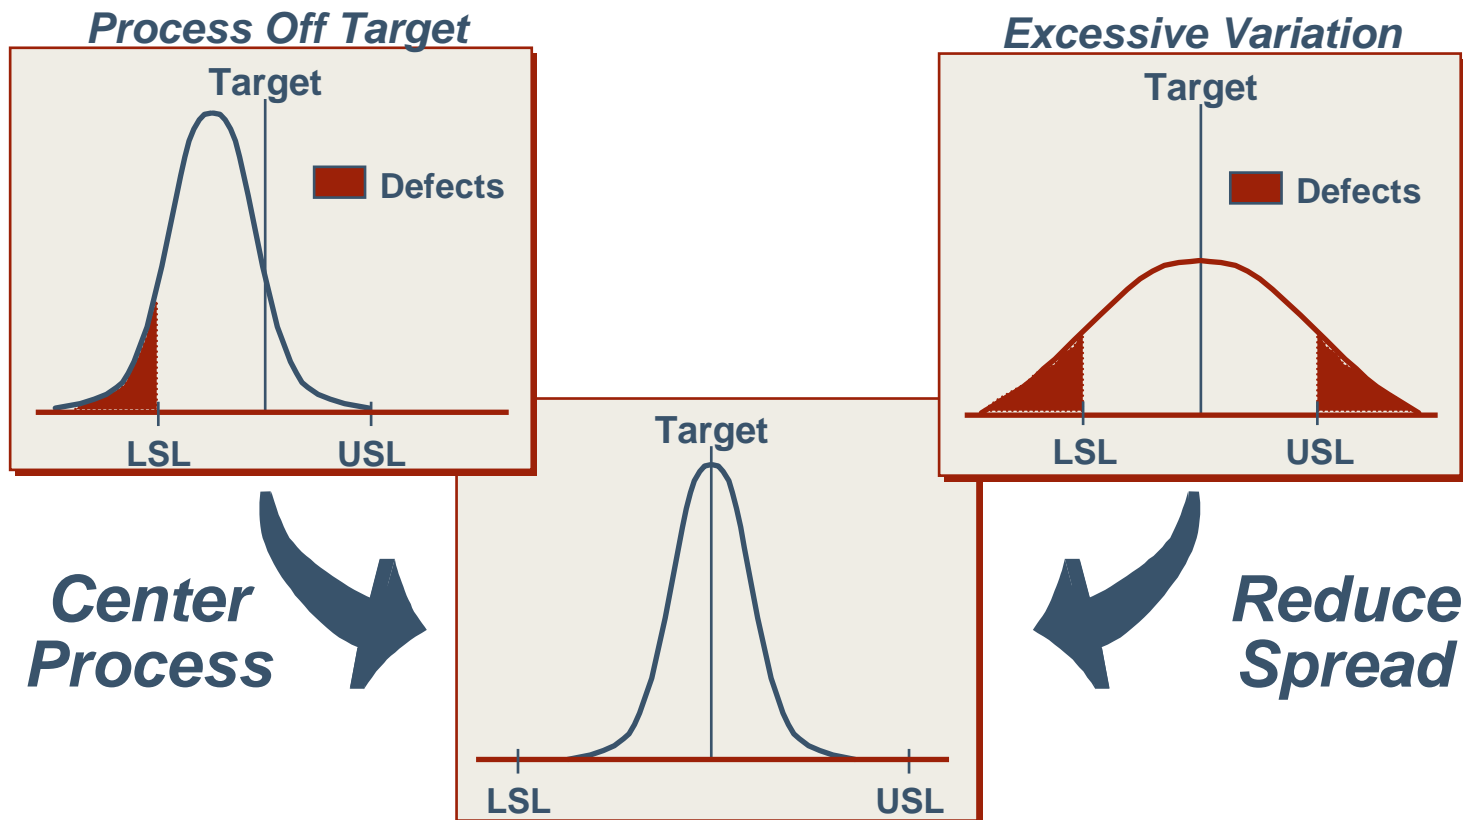 Process Off Target
Target
Defects
LSL
USL
Excessive Variation
Target
Defects
LSL
USL
Center
Process
Target
LSL
USL
Reduce
Spread